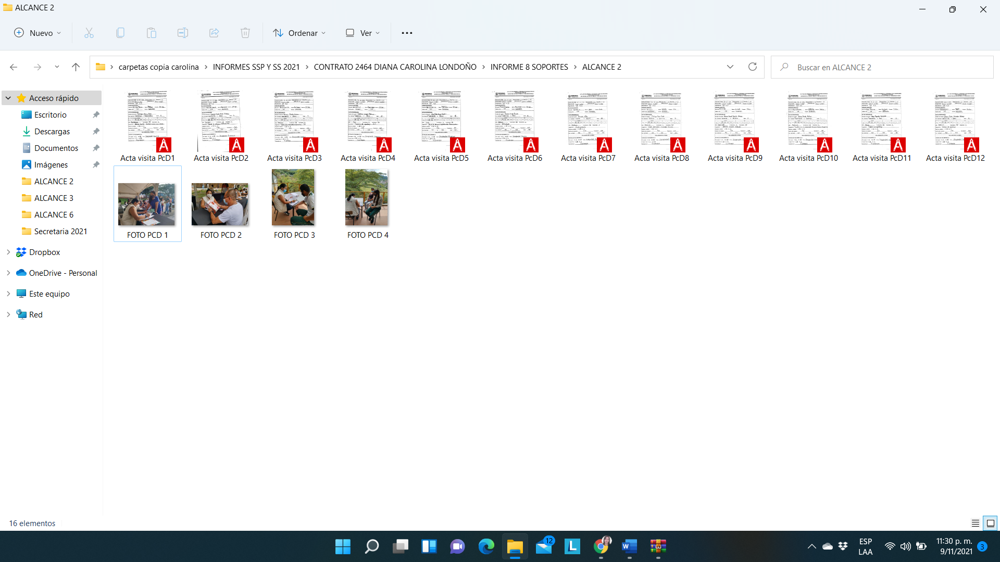 ALCANCE 2
Nuevo
Ordenar
Ver
carpetas copia carolina > INFORMES SSP Y SS 2021 > CONTRATO 2464 DIANA CAROLINA LONDOÑO > INFORME 8 SOPORTES > ALCANCE 2
Buscar en ALCANCE 2
Acceso rápido
Escritorio
Descargas
Documentos
Imágenes
ALCANCE 2
ALCANCE 3
ALCANCE 6
Secretaria 2021
Dropbox
OneDrive - Personal
Este equipo
Red
Acta visita PcD1
Acta visita PcD2
Acta visita PcD3
Acta visita PcD4
Acta visita PcD5
Acta visita PcD6
Acta visita PcD7
Acta visita PcD8
Acta visita PcD9
Acta visita PcD10
Acta visita PcD11
Acta visita PcD12
FOTO PCD 1
FOTO PCD 2
FOTO PCD 3
FOTO PCD 4
16 elementos
12
L
W
ESP
LAA
11:30 p. m.
9/11/2021
3